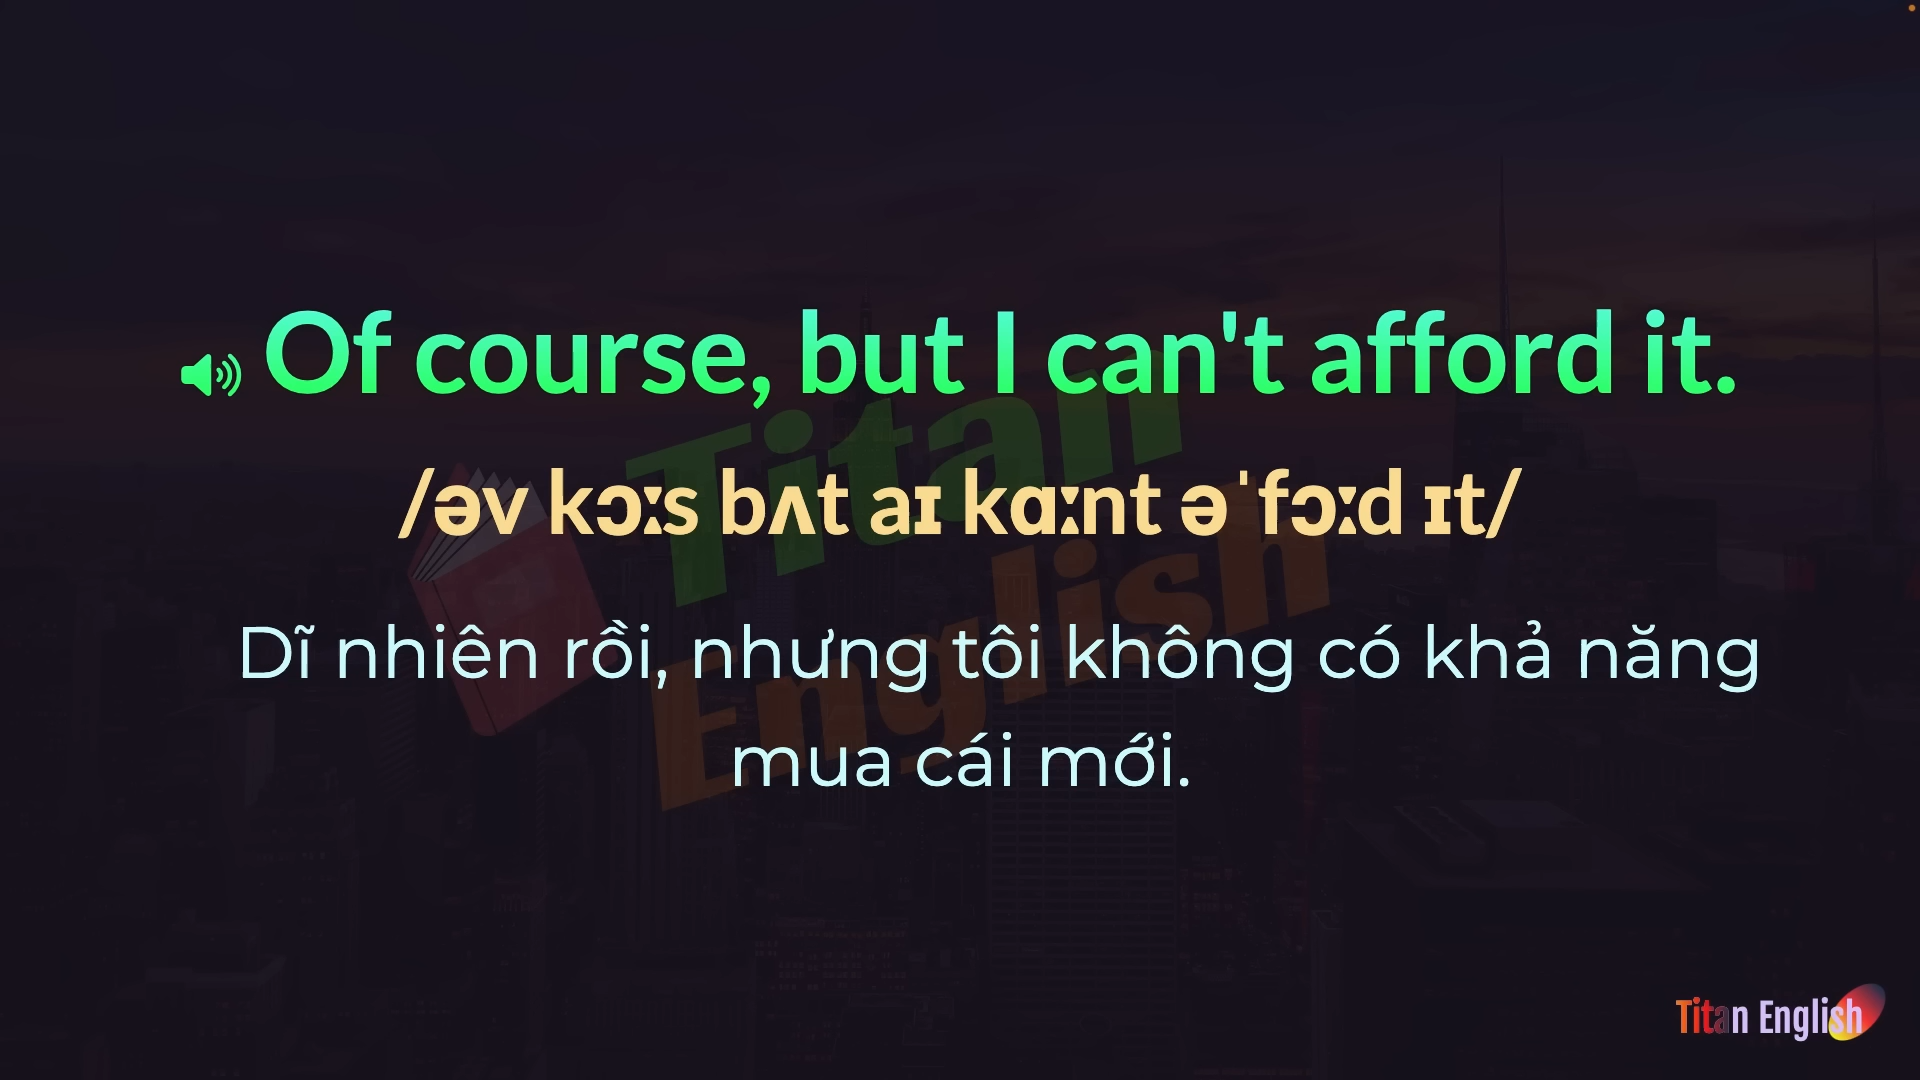 Of course, but I can't afford it.
/əv kɔːs bʌt aɪ kɑːnt əˈfɔːd ɪt/
Dĩ nhiên rồi, nhưng tôi không có khả năng
mua cái mới.
Titan
English
Titan English